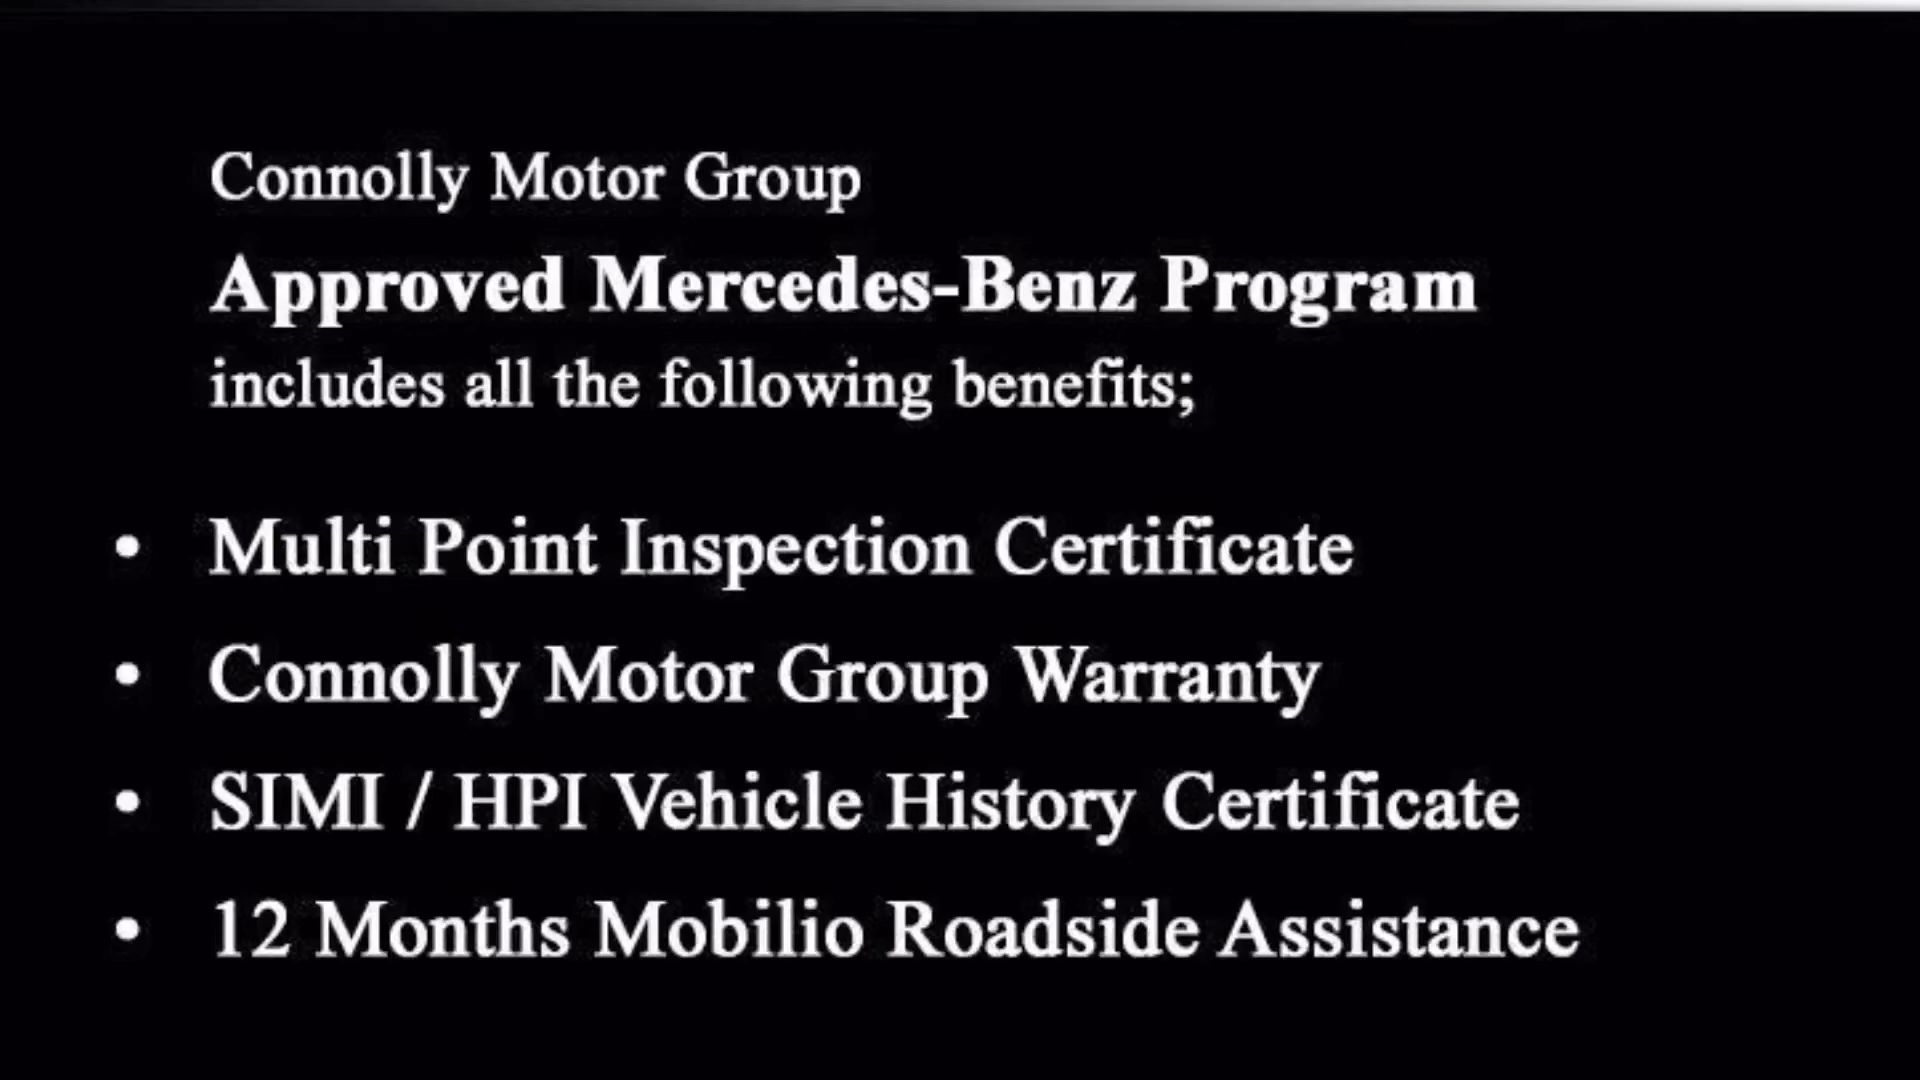 Connolly Motor Group
Approved Mercedes-Benz Program
includes all the following benefits;
• Multi Point Inspection Certificate
• Connolly Motor Group Warranty
• SIMI / HPI Vehicle History Certificate
• 12 Months Mobilio Roadside Assistance